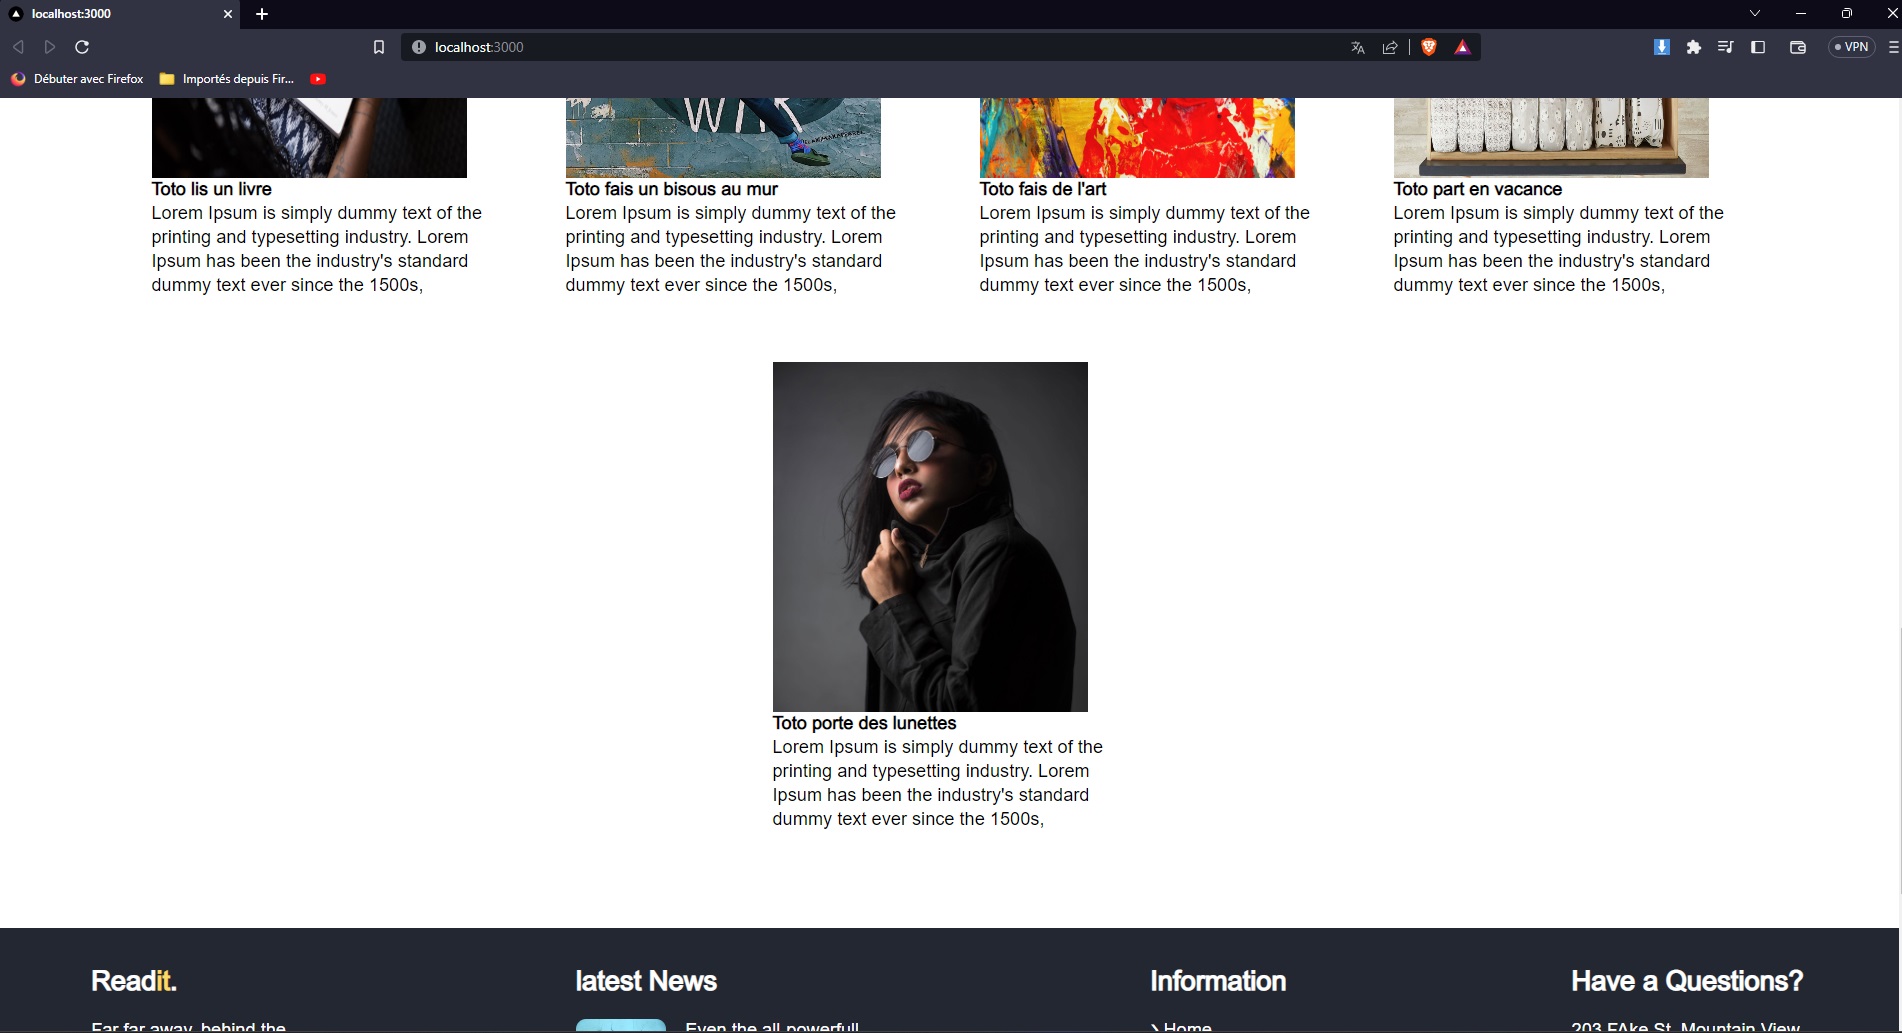 localhost:3000
localhost:3000
VPN
Débuter avec Firefox
Importés depuis Fir...
Toto lis un livre
Lorem Ipsum is simply dummy text of the
printing and typesetting industry. Lorem
Ipsum has been the industry's standard
dummy text ever since the 1500s,
Toto fais un bisous au mur
Lorem Ipsum is simply dummy text of the
printing and typesetting industry. Lorem
Ipsum has been the industry's standard
dummy text ever since the 1500s,
Toto fais de l'art
Lorem Ipsum is simply dummy text of the
printing and typesetting industry. Lorem
Ipsum has been the industry's standard
dummy text ever since the 1500s,
Toto part en vacance
Lorem Ipsum is simply dummy text of the
printing and typesetting industry. Lorem
Ipsum has been the industry's standard
dummy text ever since the 1500s,
Toto porte des lunettes
Lorem Ipsum is simply dummy text of the
printing and typesetting industry. Lorem
Ipsum has been the industry's standard
dummy text ever since the 1500s,
Readit.
Far far away, behind the
latest News
Even the all-powerfull
Information
Home
Have a Questions?
203 FAke St. Mountain View